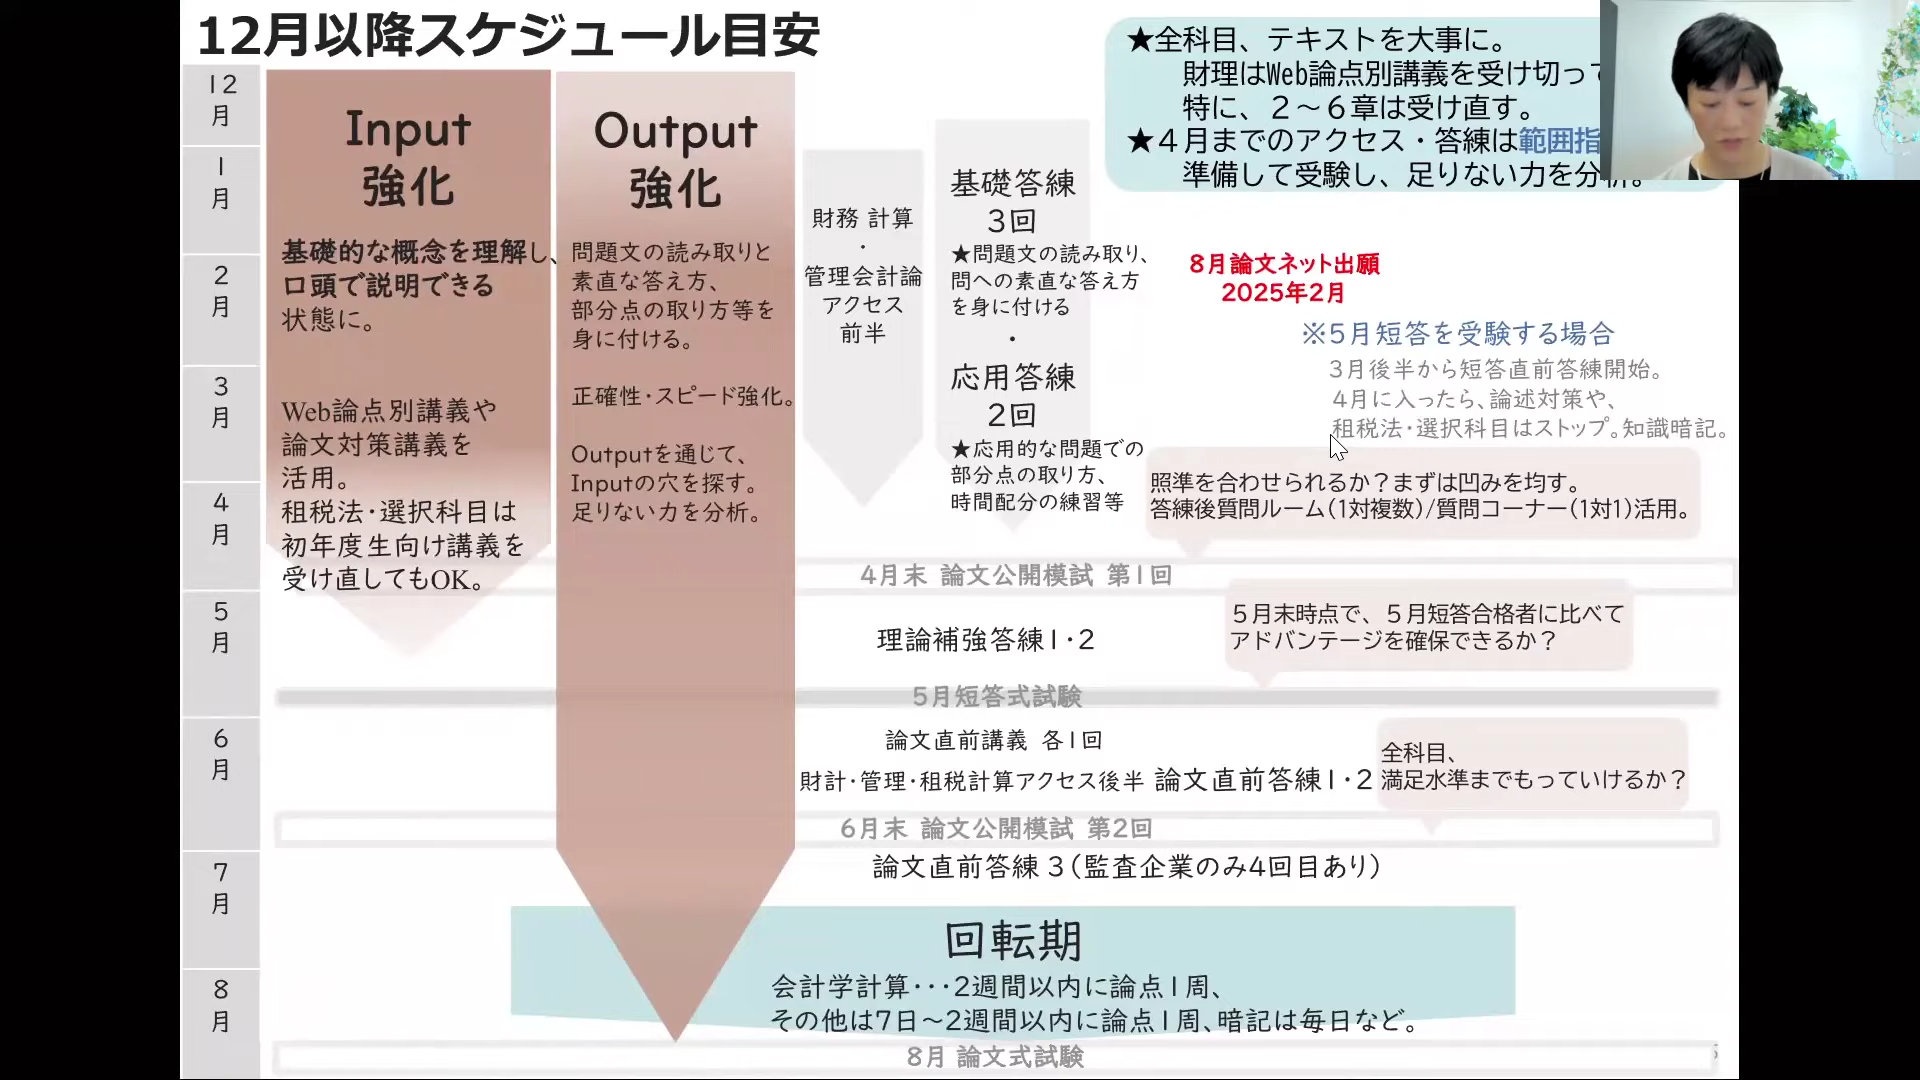 12月以降スケジュール目安
★全科目、テキストを大事に。
財理はWeb論点別講義を受け切って
特に、２～６章は受け直す。
★４月までのアクセス・答練は範囲指
準備して受験し、足りない力を分析。
12
月
1
月
2
月
3
月
4
月
5
月
6
月
7
月
8
月
Input
強化
基礎的な概念を理解し、
口頭で説明できる
状態に。
Web論点別講義や
論文対策講義を
活用。
租税法・選択科目は
初年度生向け講義を
受け直してもOK。
Output
強化
問題文の読み取りと
素直な答え方、
部分点の取り方等を
身に付ける。
正確性・スピード強化。
Outputを通じて、
Inputの穴を探す。
足りない力を分析。
財務 計算
・
管理会計論
アクセス
前半
基礎答練
3回
★問題文の読み取り、
問への素直な答え方
を身に付ける
・
応用答練
2回
★応用的な問題での
部分点の取り方、
時間配分の練習等
8月論文ネット出願
2025年2月
※5月短答を受験する場合
3月後半から短答直前答練開始。
4月に入ったら、論述対策や、
租税法・選択科目はストップ。知識暗記。
照準を合わせられるか？まずは凹みを均す。
答練後質問ルーム(1対複数)/質問コーナー(1対1)活用。
4月末 論文公開模試 第1回
５月末時点で、５月短答合格者に比べて
アドバンテージを確保できるか？
理論補強答練1・2
5月短答式試験
論文直前講義 各1回
財計・管理・租税計算アクセス後半 論文直前答練1・2
全科目、
満足水準までもっていけるか？
6月末 論文公開模試 第2回
論文直前答練３(監査企業のみ4回目あり)
回転期
会計学計算・・・2週間以内に論点1周、
その他は7日～2週間以内に論点1周、暗記は毎日など。
8月 論文式試験